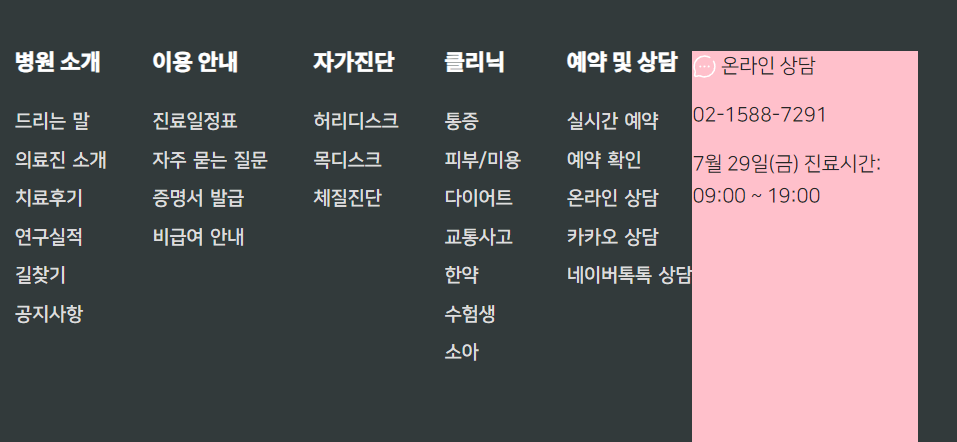 병원 소개
드리는 말
의료진 소개
치료후기
연구실적
길찾기
공지사항
이용 안내
진료일정표
자주 묻는 질문
증명서 발급
비급여 안내
자가진단
허리디스크
목디스크
체질진단
클리닉
통증
피부/미용
다이어트
교통사고
한약
수험생
소아
예약 및 상담
실시간 예약
예약 확인
온라인 상담
카카오 상담
네이버톡톡 상담
온라인 상담
02-1588-7291
7월 29일(금) 진료시간:
09:00 ~ 19:00